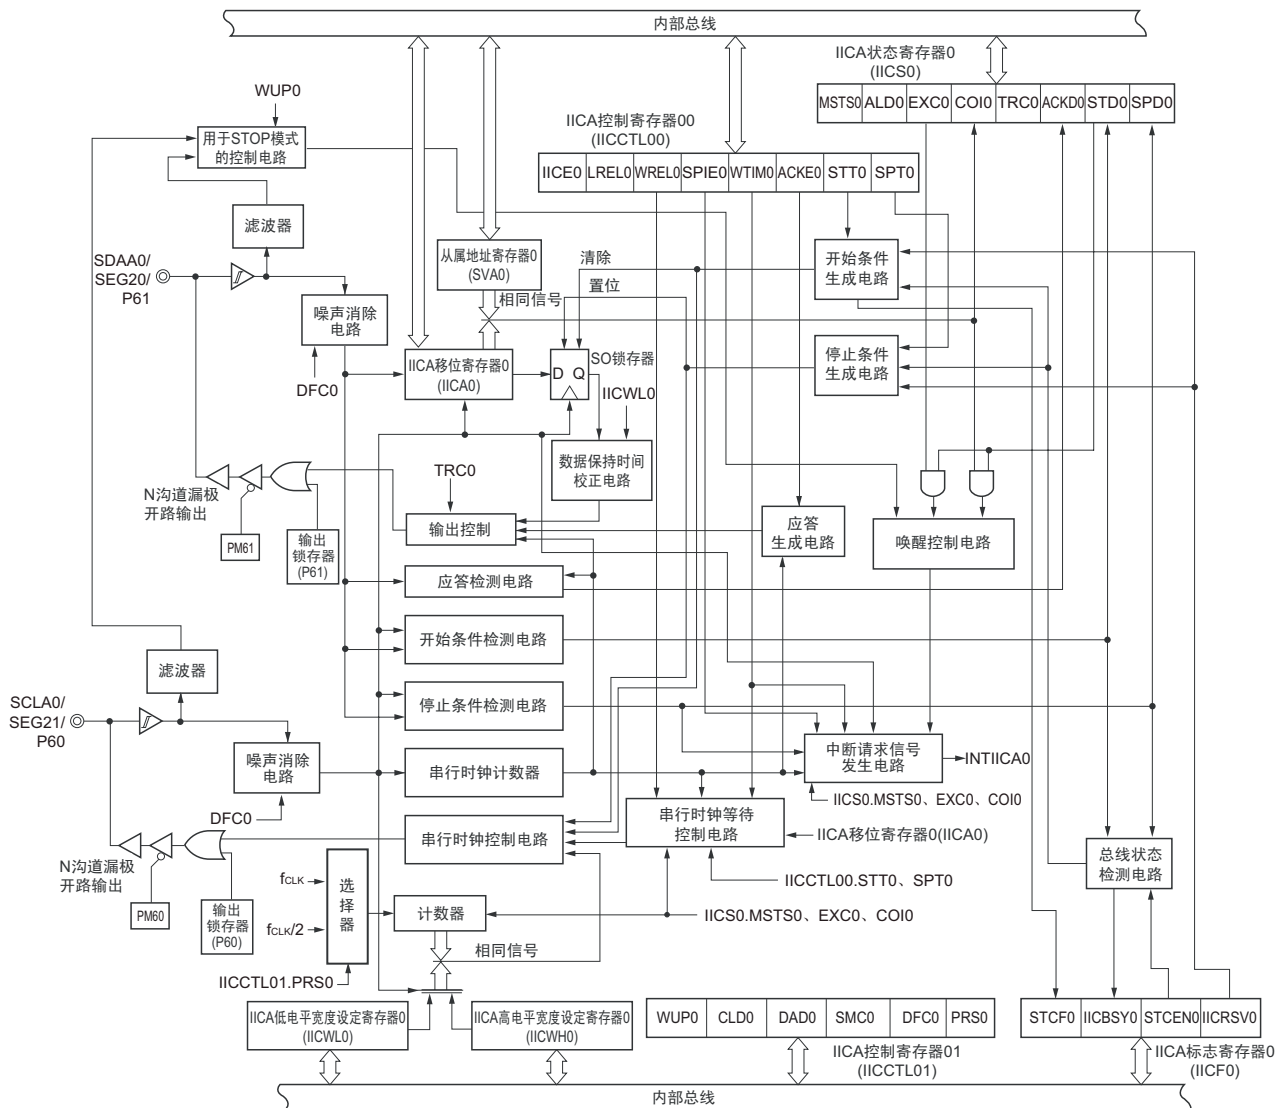 内部总线
IICA状态寄存器0
(IICS0)
MSTS0 ALD0 EXC0 COI0 TRC0 ACKD0 STD0 SPD0
WUP0
用于STOP模式
的控制电路
IICA控制寄存器00
(IICCTL00)
IICE0 LREL0 WREL0 SPIE0 WTIM0 ACKE0 STT0 SPT0
滤波器
SDAA0/
SEG20/
P61
从属地址寄存器0
(SVA0)
清除
置位
开始条件
生成电路
噪声消除
电路
相同信号
DFC0
IICA移位寄存器0
(IICA0)
D Q
SO锁存器
停止条件
生成电路
IICWL0
数据保持时间
校正电路
TRC0
N沟道漏极
开路输出
PM61
输出
锁存器
(P61)
输出控制
应答
生成电路
唤醒控制电路
应答检测电路
开始条件检测电路
滤波器
SCLA0/
SEG21/
P60
停止条件检测电路
噪声消除
电路
串行时钟计数器
中断请求信号
发生电路
INTIICA0
IICS0.MSTS0、EXC0、COI0
DFC0
串行时钟控制电路
串行时钟等待
控制电路
IICA移位寄存器0(IICA0)
总线状态
检测电路
N沟道漏极
开路输出
PM60
输出
锁存器
(P60)
fCLK
fCLK/2
选
择
器
计数器
IICCTL00.STT0、SPT0
IICS0.MSTS0、EXC0、COI0
相同信号
IICCTL01.PRS0
IICA低电平宽度设定寄存器0
(IICWL0)
IICA高电平宽度设定寄存器0
(IICWH0)
WUP0 CLD0 DAD0 SMC0 DFC0 PRS0
IICA控制寄存器01
(IICCTL01)
STCF0 IICBSY0 STCEN0 IICRSV0
IICA标志寄存器0
(IICF0)
内部总线